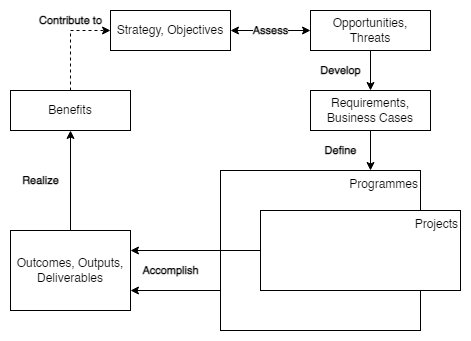 Contribute to
Strategy, Objectives
Assess
Opportunities,
Threats
Develop
Benefits
Requirements,
Business Cases
Define
Realize
Programmes
Projects
Outcomes, Outputs,
Deliverables
Accomplish